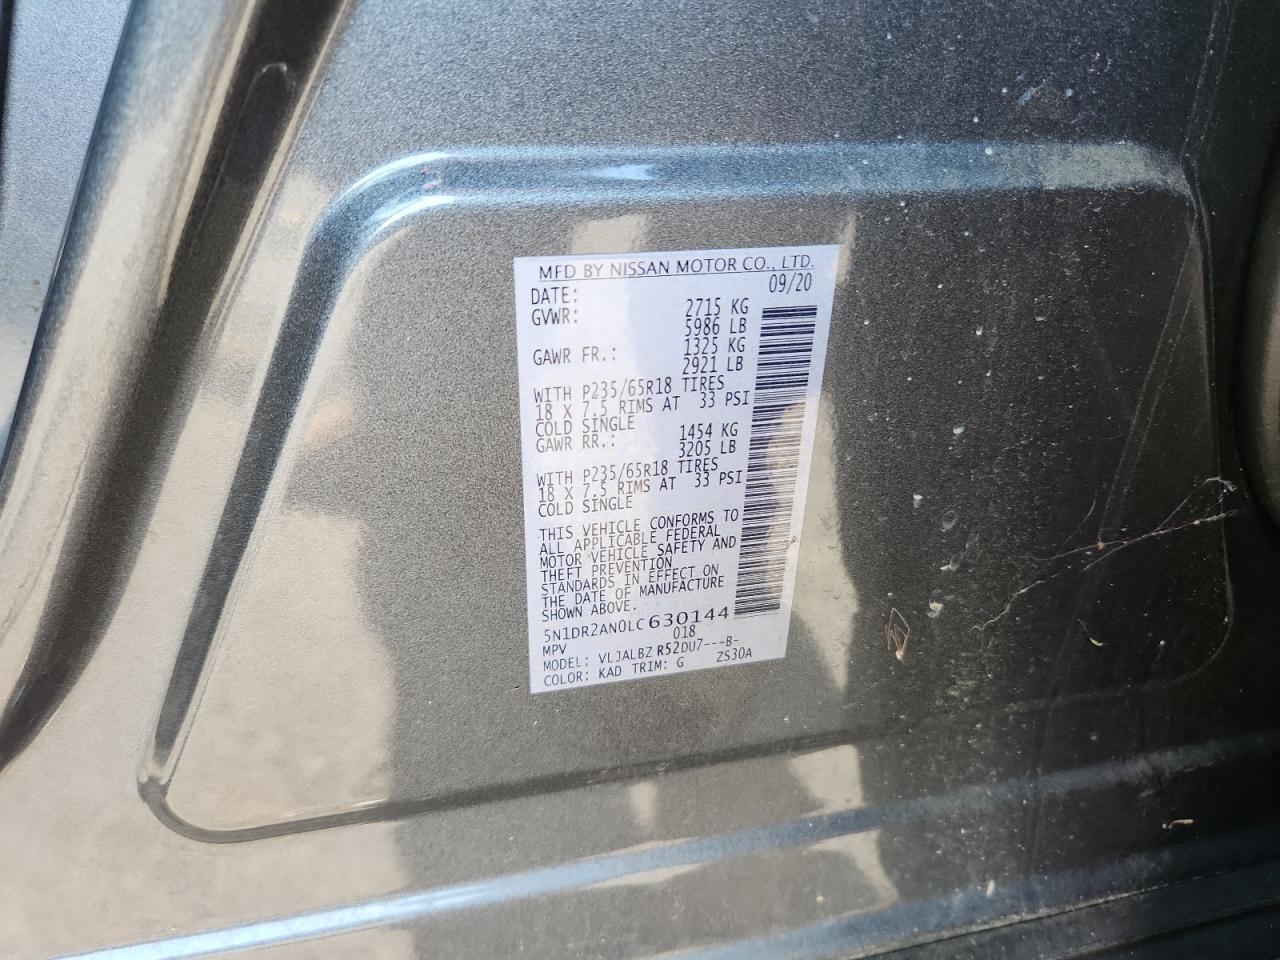 MFD BY NISSAN MOTOR CO., LTD.
DATE: 09/20
GVWR: 2715 KG
5986 LB
GAWR FR.: 1325 KG
2921 LB
WITH P235/65R18 TIRES
18 X 7.5 RIMS AT 33 PSI
COLD SINGLE
GAWR RR.: 1454 KG
3205 LB
WITH P235/65R18 TIRES
18 X 7.5 RIMS AT 33 PSI
COLD SINGLE
THIS VEHICLE CONFORMS TO
ALL APPLICABLE FEDERAL
MOTOR VEHICLE SAFETY AND
THEFT PREVENTION
STANDARDS IN EFFECT ON
THE DATE OF MANUFACTURE
SHOWN ABOVE.
5N1DR2AN0LC630144
MPV 018
MODEL: VLJALBZ R52DU7---B-
COLOR: KAD TRIM: G ZS30A